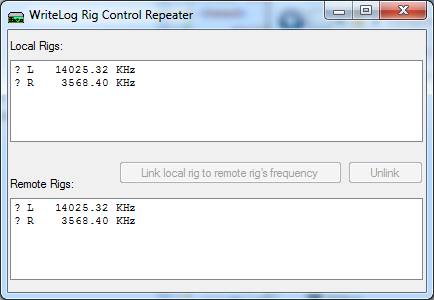 WriteLog Rig Control Repeater
Local Rigs:
? L 14025.32 KHz
? R 3568.40 KHz
Link local rig to remote rig's frequency
Unlink
Remote Rigs:
? L 14025.32 KHz
? R 3568.40 KHz